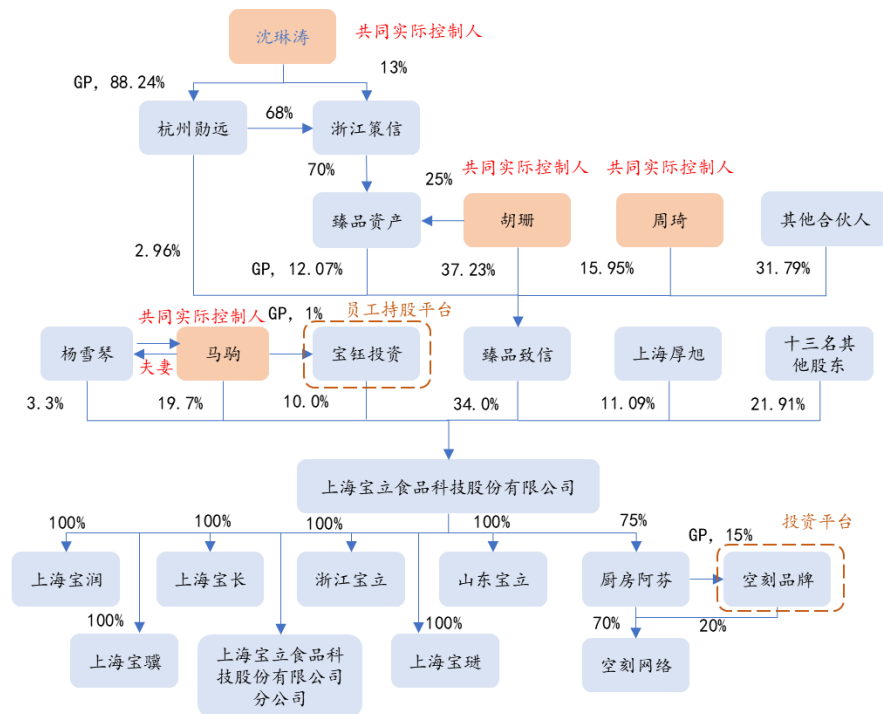 沈琳涛
共同实际控制人
GP, 88.24%
13%
杭州勋远
68%
浙江策信
70%
25%
共同实际控制人
共同实际控制人
臻品资产
胡珊
周琦
其他合伙人
2.96%
GP, 12.07%
37.23%
15.95%
31.79%
共同实际控制人
GP, 1%
员工持股平台
杨雪琴
夫妻
马驹
宝钰投资
臻品致信
上海厚旭
十三名其
他股东
3.3%
19.7%
10.0%
34.0%
11.09%
21.91%
上海宝立食品科技股份有限公司
100%
100%
100%
100%
75%
投资平台
GP, 15%
上海宝润
上海宝长
浙江宝立
山东宝立
厨房阿芬
空刻品牌
100%
100%
70%
20%
上海宝骥
上海宝立食品科
技股份有限公司
分公司
上海宝琎
空刻网络